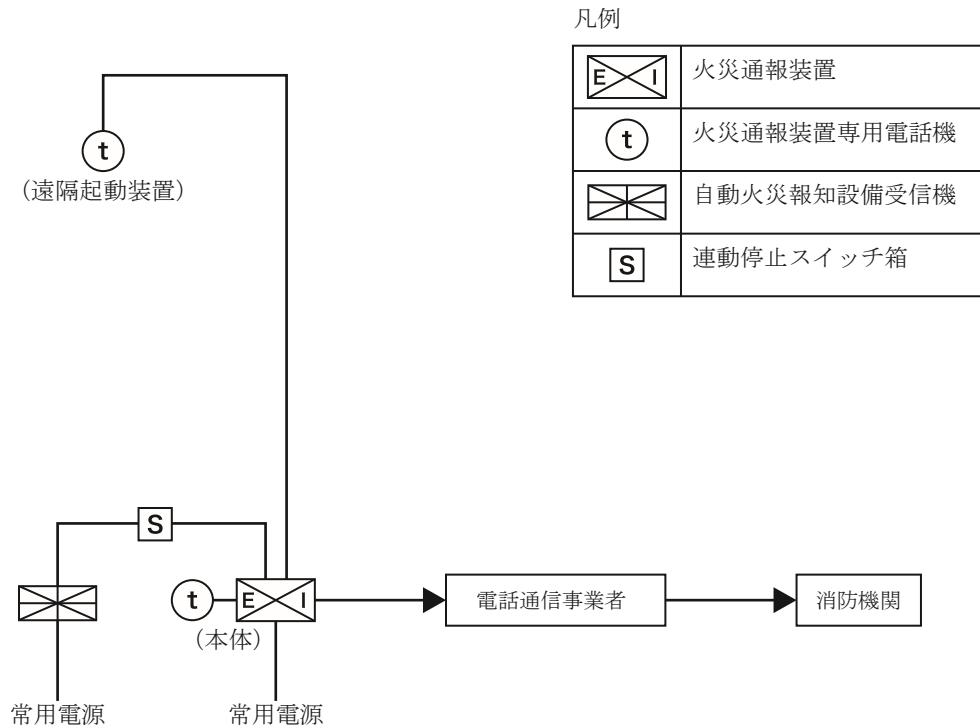 凡例
E I 火災通報装置
t 火災通報装置専用電話機
自動火災報知設備受信機
S 連動停止スイッチ箱
t
（遠隔起動装置）
S
t E I 電話通信事業者 消防機関
（本体）
常用電源 常用電源